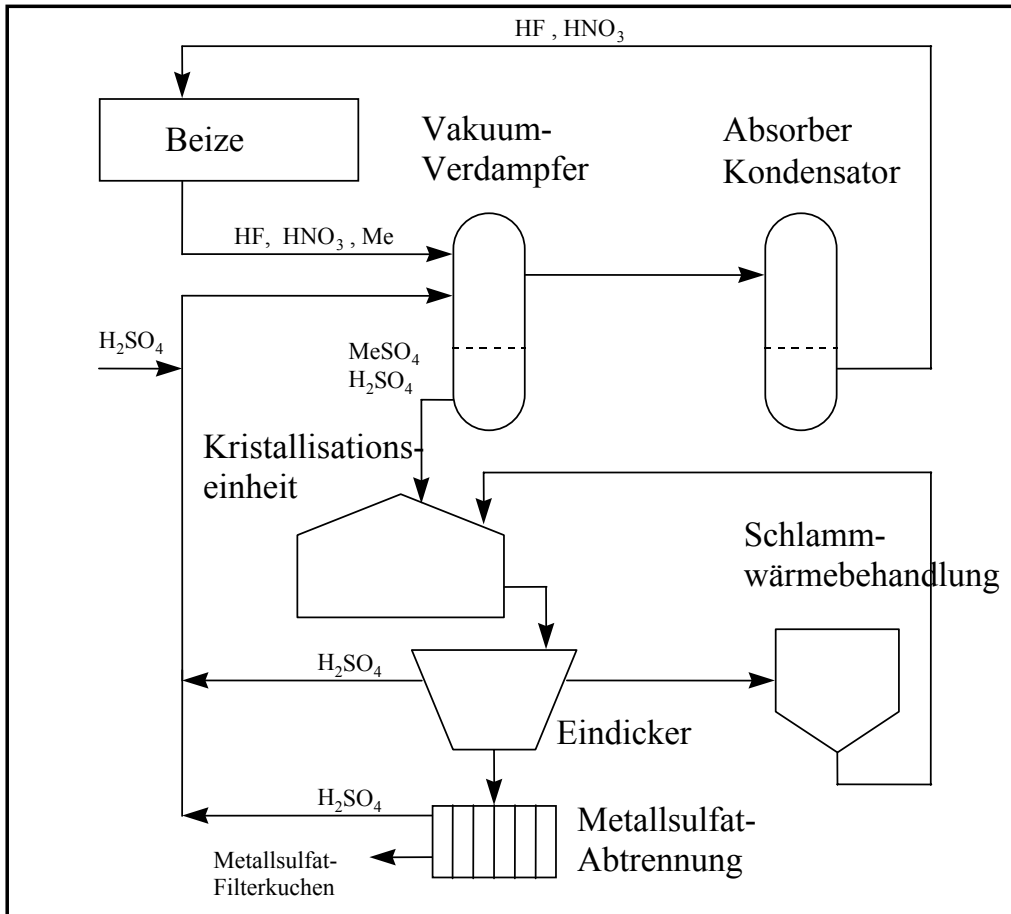 HF , HNO₃
Beize
Vakuum-
Verdampfer
Absorber
Kondensator
HF, HNO₃ , Me
H₂SO₄
MeSO₄
H₂SO₄
Kristallisations-
einheit
Schlamm-
wärmebehandlung
H₂SO₄
Eindicker
H₂SO₄
Metallsulfat-
Abtrennung
Metallsulfat-
Filterkuchen